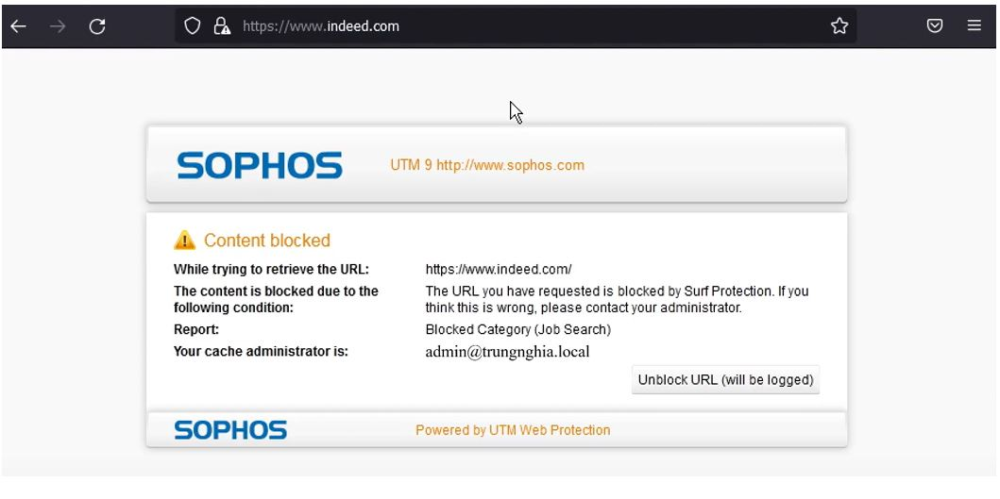 https://www.indeed.com
SOPHOS UTM 9 http://www.sophos.com
Content blocked
While trying to retrieve the URL: https://www.indeed.com/
The content is blocked due to the following condition: The URL you have requested is blocked by Surf Protection. If you think this is wrong, please contact your administrator.
Report: Blocked Category (Job Search)
Your cache administrator is: admin@trungnghia.local
Unblock URL (will be logged)
SOPHOS Powered by UTM Web Protection